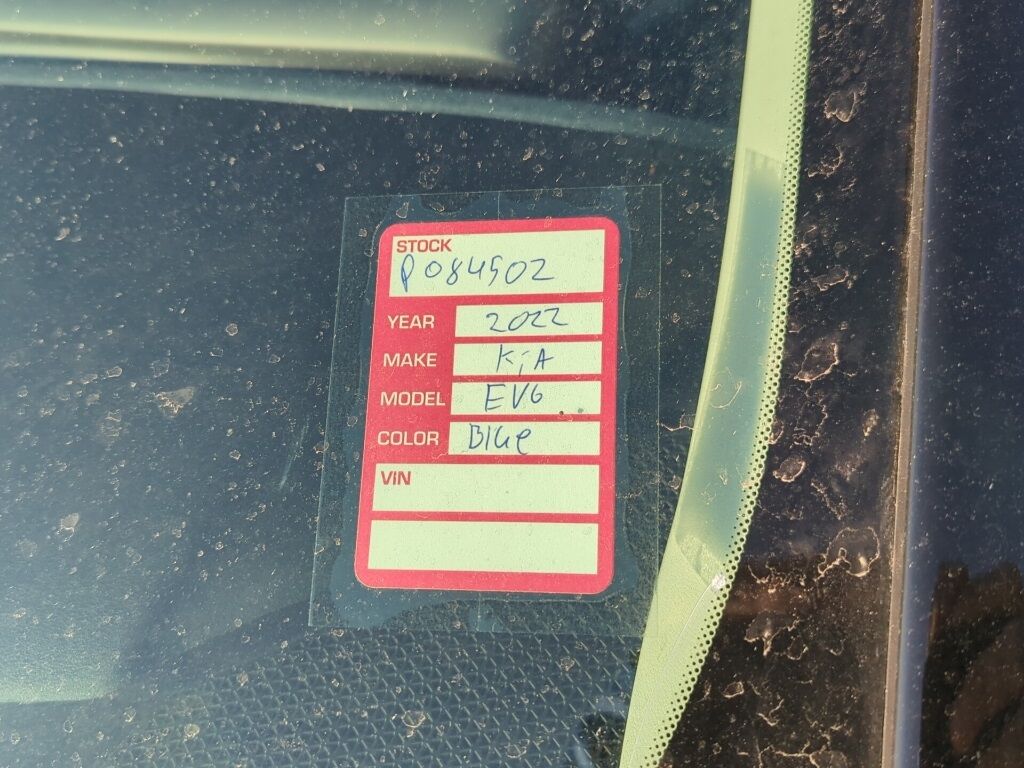 STOCK
P084502
YEAR 2022
MAKE KiA
MODEL EV6
COLOR Blue
VIN